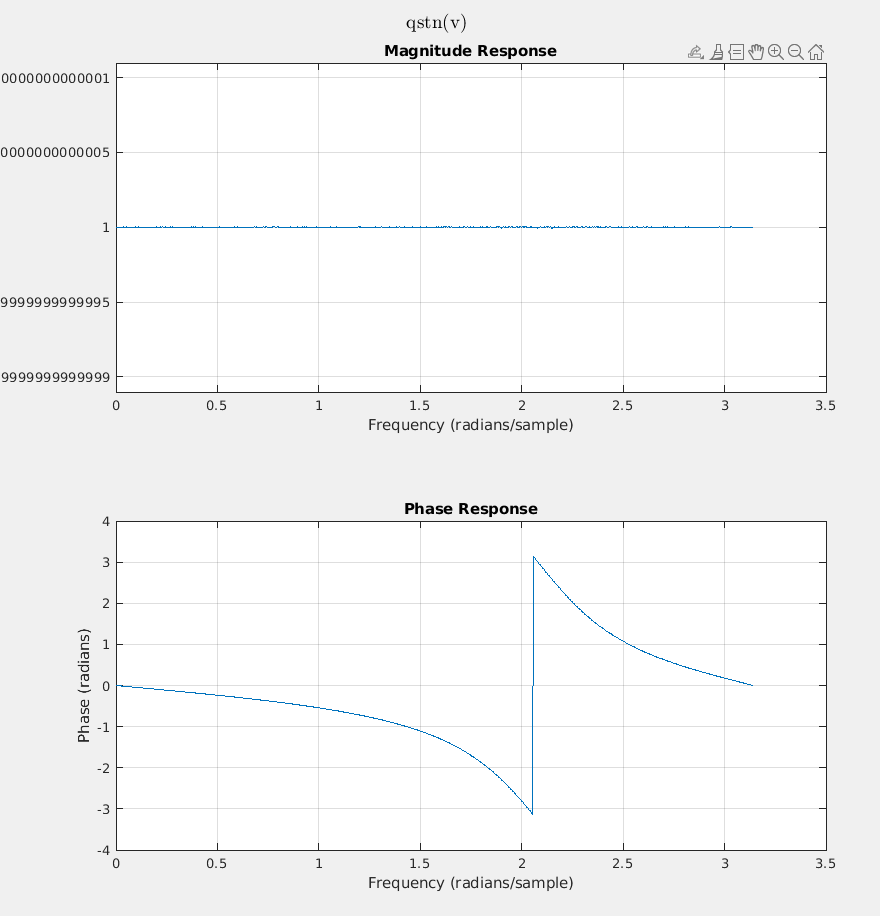 qstn(v)
Magnitude Response
0000000000001
0000000000005
1
9999999999995
9999999999999
0 0.5 1 1.5 2 2.5 3 3.5
Frequency (radians/sample)
Phase Response
4
3
2
1
0
-1
-2
-3
-4
Phase (radians)
0 0.5 1 1.5 2 2.5 3 3.5
Frequency (radians/sample)